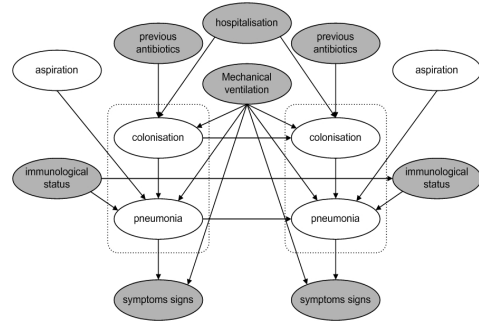 hospitalisation
previous
antibiotics
previous
antibiotics
aspiration
Mechanical
ventilation
aspiration
colonisation
colonisation
immunological
status
immunological
status
pneumonia
pneumonia
symptoms signs
symptoms signs